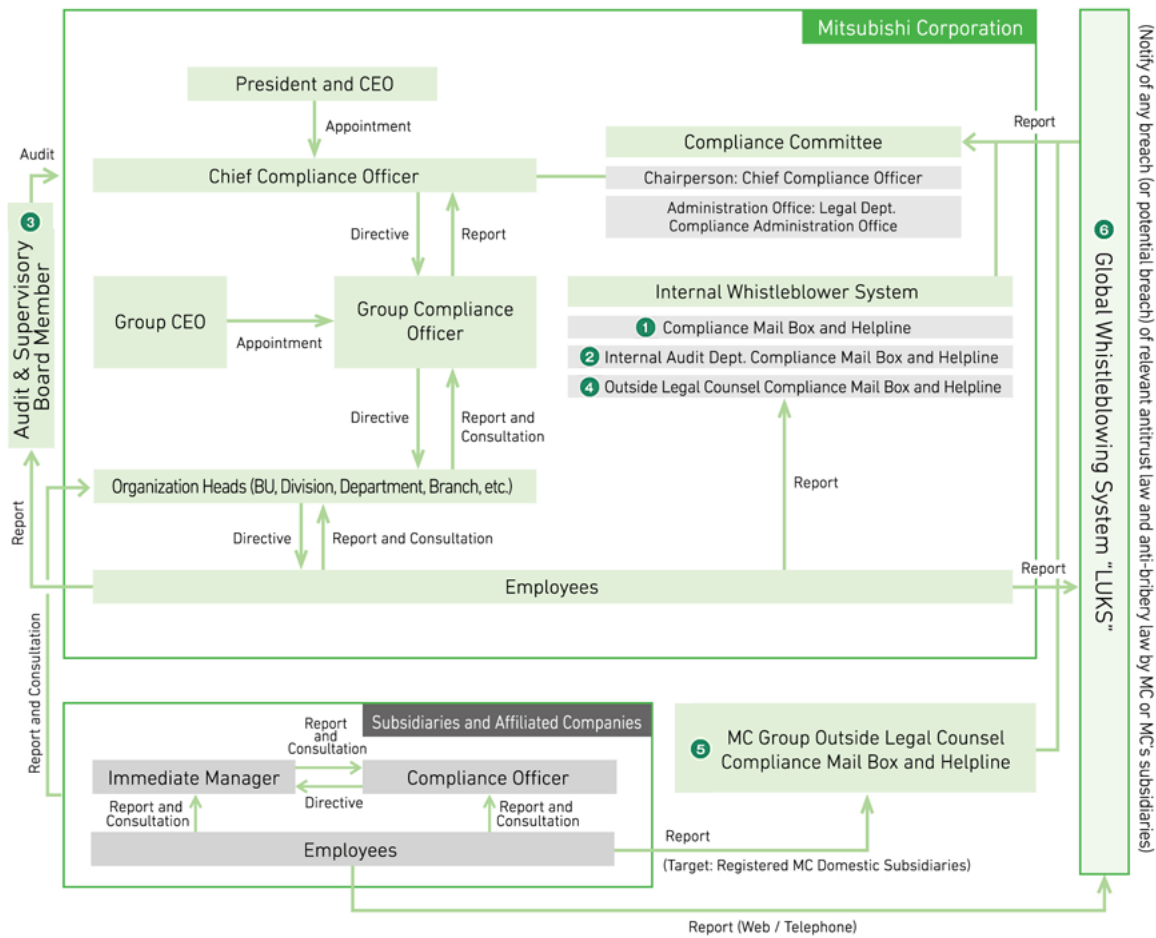 Mitsubishi Corporation
President and CEO
Appointment
Audit
Chief Compliance Officer
Compliance Committee
Report
Chairperson: Chief Compliance Officer
Administration Office: Legal Dept.
Compliance Administration Office
Directive
Report
3
Audit & Supervisory
Board Member
Group CEO
Appointment
Group Compliance
Officer
Internal Whistleblower System
1 Compliance Mail Box and Helpline
2 Internal Audit Dept. Compliance Mail Box and Helpline
4 Outside Legal Counsel Compliance Mail Box and Helpline
Directive
Report and
Consultation
Organization Heads (BU, Division, Department, Branch, etc.)
Report
Report
Directive
Report and Consultation
Employees
Report
6 Global Whistleblowing System "LUKS"
(Notify of any breach (or potential breach) of relevant antitrust law and anti-bribery law by MC or MC's subsidiaries)
Report and Consultation
Subsidiaries and Affiliated Companies
Report
and
Consultation
Immediate Manager
Compliance Officer
Directive
Report and
Consultation
Report and
Consultation
Employees
5
MC Group Outside Legal Counsel
Compliance Mail Box and Helpline
Report
(Target: Registered MC Domestic Subsidiaries)
Report (Web / Telephone)